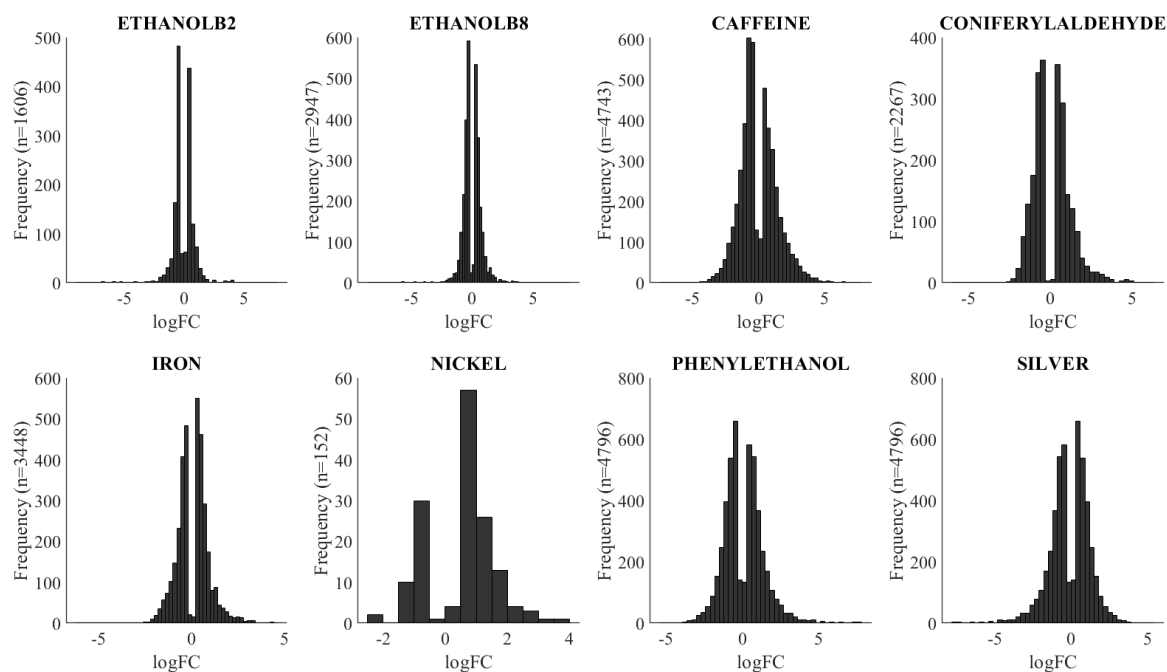 ETHANOLB2
500
400
300
200
100
0
Frequency (n=1606)
-5 0 5
logFC
ETHANOLB8
600
500
400
300
200
100
0
Frequency (n=2947)
-5 0 5
logFC
CAFFEINE
600
500
400
300
200
100
0
Frequency (n=4743)
-5 0 5
logFC
CONIFERYLALDEHYDE
400
300
200
100
0
Frequency (n=2267)
-5 0 5
logFC
IRON
600
500
400
300
200
100
0
Frequency (n=3448)
-5 0 5
logFC
NICKEL
60
50
40
30
20
10
0
Frequency (n=152)
-2 0 2 4
logFC
PHENYLETHANOL
800
600
400
200
0
Frequency (n=4796)
-5 0 5
logFC
SILVER
800
600
400
200
0
Frequency (n=4796)
-5 0 5
logFC